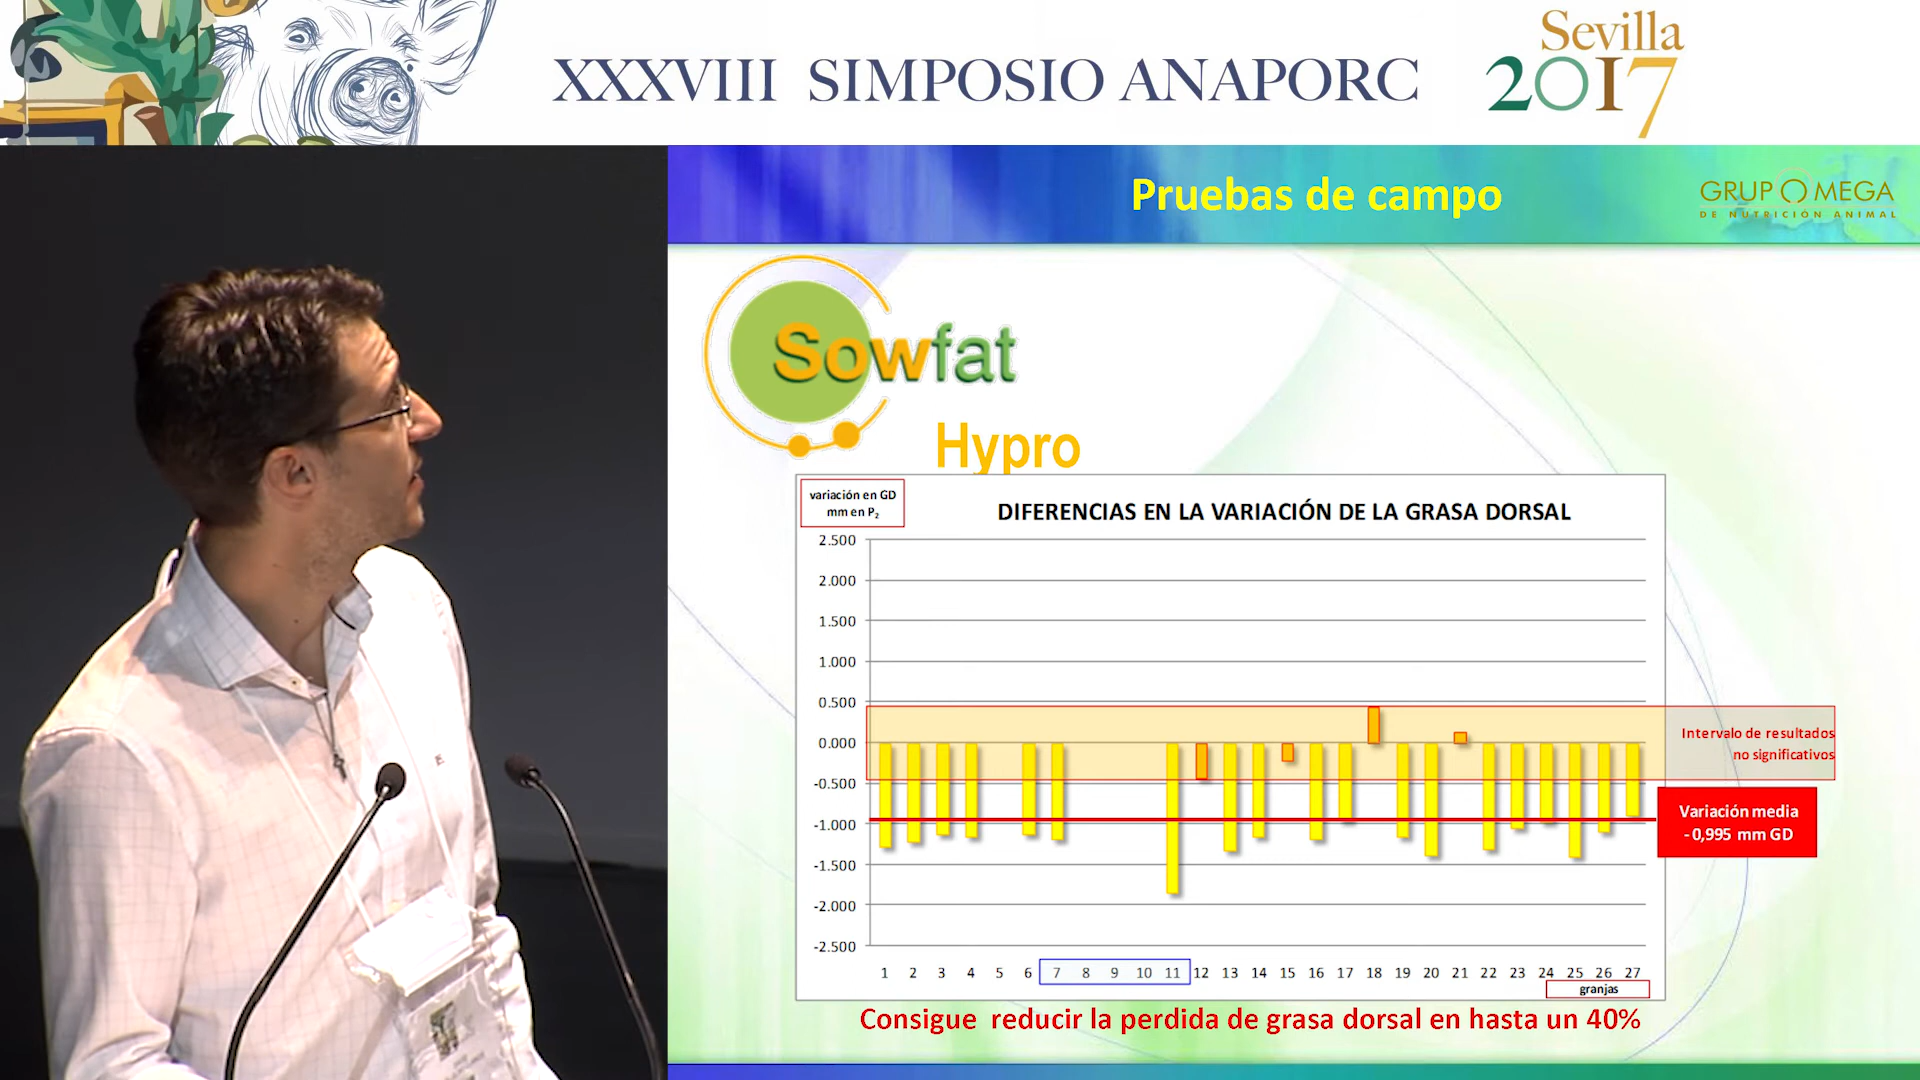 XXXVIII SIMPOSIO ANAPORC
Sevilla
2017
Pruebas de campo
GRUPOMEGA
DE NUTRICIÓN ANIMAL
Sowfat
Hypro
variación en GD
mm en P₂
DIFERENCIAS EN LA VARIACIÓN DE LA GRASA DORSAL
2.500
2.000
1.500
1.000
0.500
0.000
-0.500
-1.000
-1.500
-2.000
-2.500
Intervalo de resultados
no significativos
Variación media
- 0,995 mm GD
1 2 3 4 5 6 7 8 9 10 11 12 13 14 15 16 17 18 19 20 21 22 23 24 25 26 27
granjas
Consigue reducir la perdida de grasa dorsal en hasta un 40%